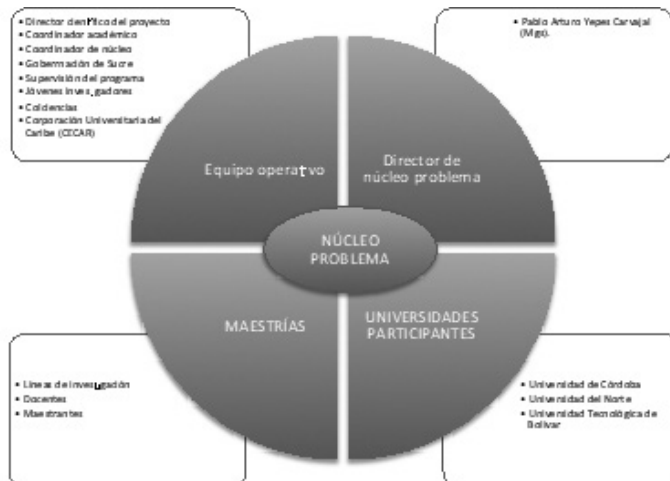 • Director científico del proyecto
• Coordinador académico
• Coordinador de núcleo
• Gobernación de Sucre
• Supervisión del programa
• Jóvenes investigadores
• Colciencias
• Corporación Universitaria del
Caribe (CECAR)
• Pablo Arturo Yepes Carvajal
(Mgs).
Equipo operativo
Director de
núcleo problema
NÚCLEO
PROBLEMA
MAESTRÍAS
UNIVERSIDADES
PARTICIPANTES
• Líneas de investigación
• Docentes
• Maestrantes
• Universidad de Córdoba
• Universidad del Norte
• Universidad Tecnológica de
Bolívar